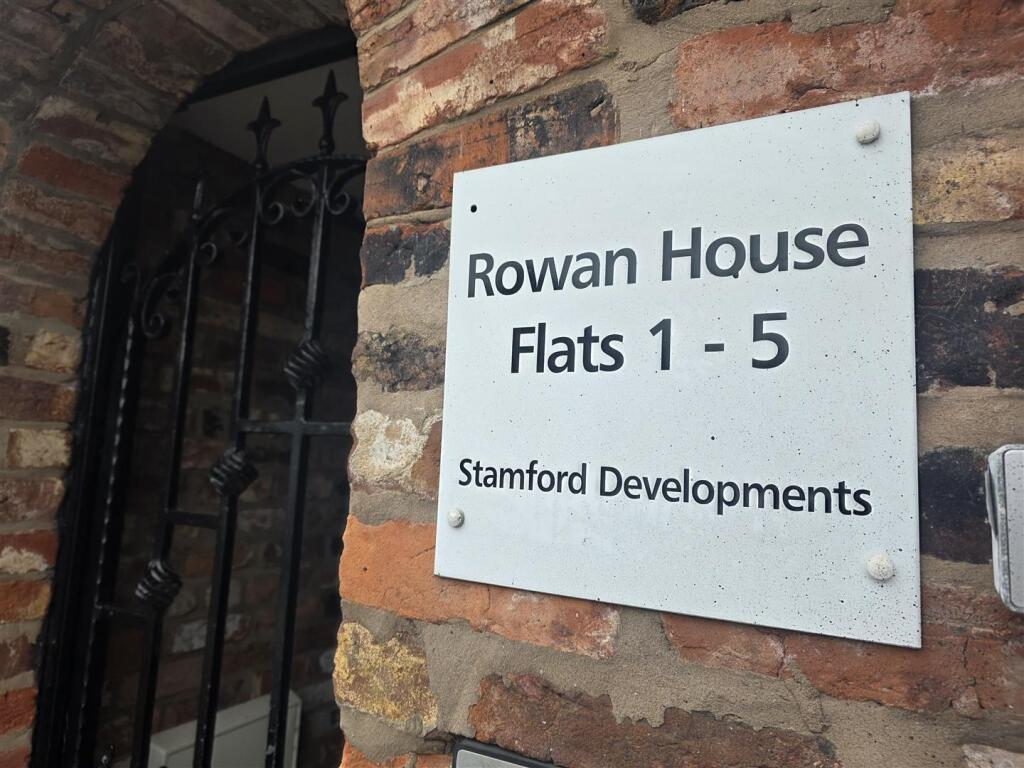 Rowan House
Flats 1 - 5
Stamford Developments